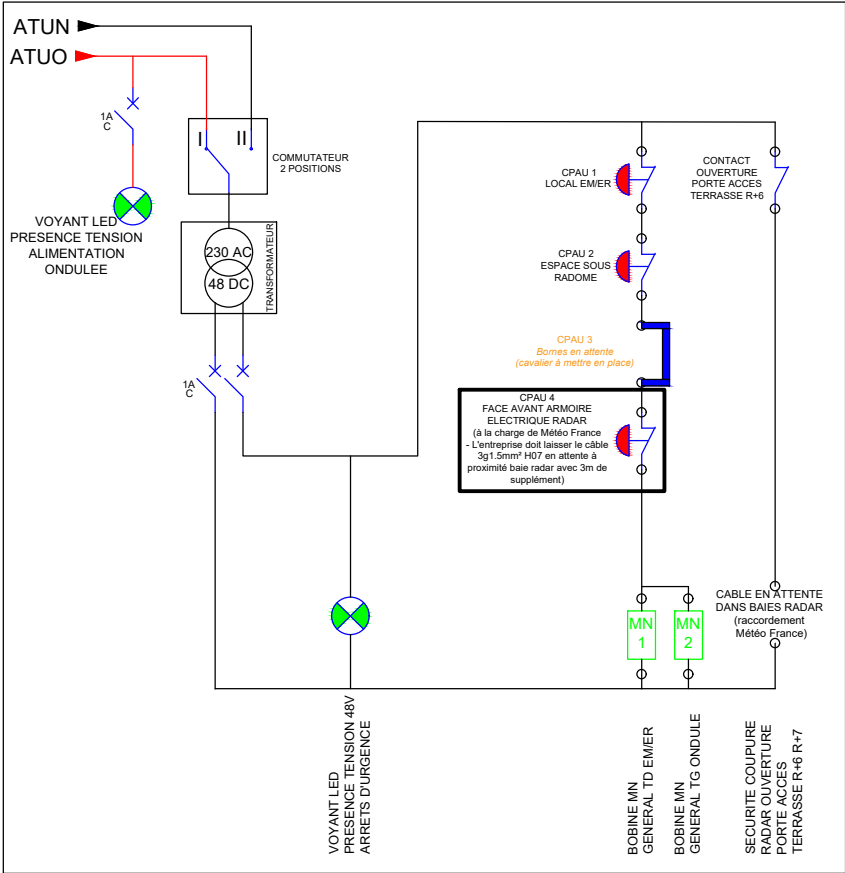 ATUN
ATUO
1A
C
I
II
COMMUTATEUR
2 POSITIONS
VOYANT LED
PRESENCE TENSION
ALIMENTATION
ONDULEE
230 AC
48 DC
TRANSFORMATEUR
1A
C
CPAU 1
LOCAL EM/ER
CONTACT
OUVERTURE
PORTE ACCES
TERRASSE R+6
CPAU 2
ESPACE SOUS
RADOME
CPAU 3
Bornes en attente
(cavalier à mettre en place)
CPAU 4
FACE AVANT ARMOIRE
ELECTRIQUE RADAR
(à la charge de Météo France
- L'entreprise doit laisser le câble
3g1.5mm² H07 en attente à
proximité baie radar avec 3m de
supplément)
CABLE EN ATTENTE
DANS BAIES RADAR
(raccordement
Météo France)
MN
1
MN
2
VOYANT LED
PRESENCE TENSION 48V
ARRETS D'URGENCE
BOBINE MN
GENERAL TD EM/ER
BOBINE MN
GENERAL TG ONDULE
SECURITE COUPURE
RADAR OUVERTURE
PORTE ACCES
TERRASSE R+6 R+7